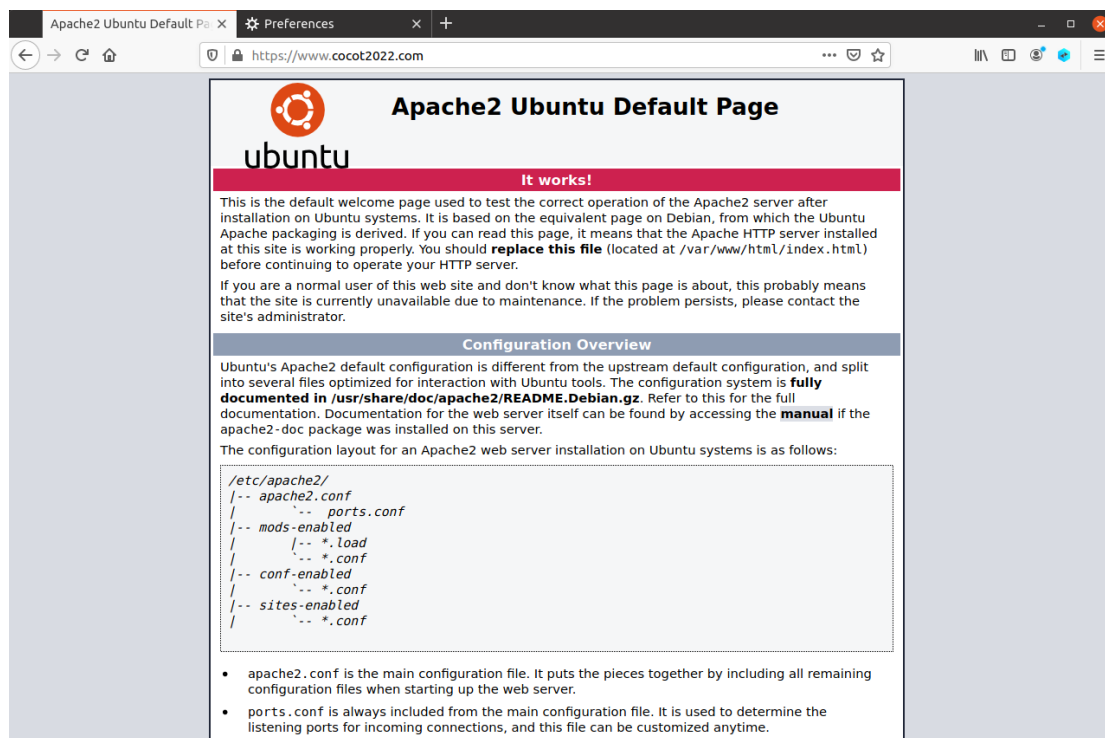 Apache2 Ubuntu Default Pa
Preferences
https://www.cocot2022.com
Apache2 Ubuntu Default Page
ubuntu
It works!
This is the default welcome page used to test the correct operation of the Apache2 server after
installation on Ubuntu systems. It is based on the equivalent page on Debian, from which the Ubuntu
Apache packaging is derived. If you can read this page, it means that the Apache HTTP server installed
at this site is working properly. You should replace this file (located at /var/www/html/index.html)
before continuing to operate your HTTP server.
If you are a normal user of this web site and don't know what this page is about, this probably means
that the site is currently unavailable due to maintenance. If the problem persists, please contact the
site's administrator.
Configuration Overview
Ubuntu's Apache2 default configuration is different from the upstream default configuration, and split
into several files optimized for interaction with Ubuntu tools. The configuration system is fully
documented in /usr/share/doc/apache2/README.Debian.gz. Refer to this for the full
documentation. Documentation for the web server itself can be found by accessing the manual if the
apache2-doc package was installed on this server.
The configuration layout for an Apache2 web server installation on Ubuntu systems is as follows:
/etc/apache2/
|-- apache2.conf
|       `--  ports.conf
|-- mods-enabled
|       |-- *.load
|       `-- *.conf
|-- conf-enabled
|       `-- *.conf
|-- sites-enabled
|       `-- *.conf
• apache2.conf is the main configuration file. It puts the pieces together by including all remaining
configuration files when starting up the web server.
• ports.conf is always included from the main configuration file. It is used to determine the
listening ports for incoming connections, and this file can be customized anytime.